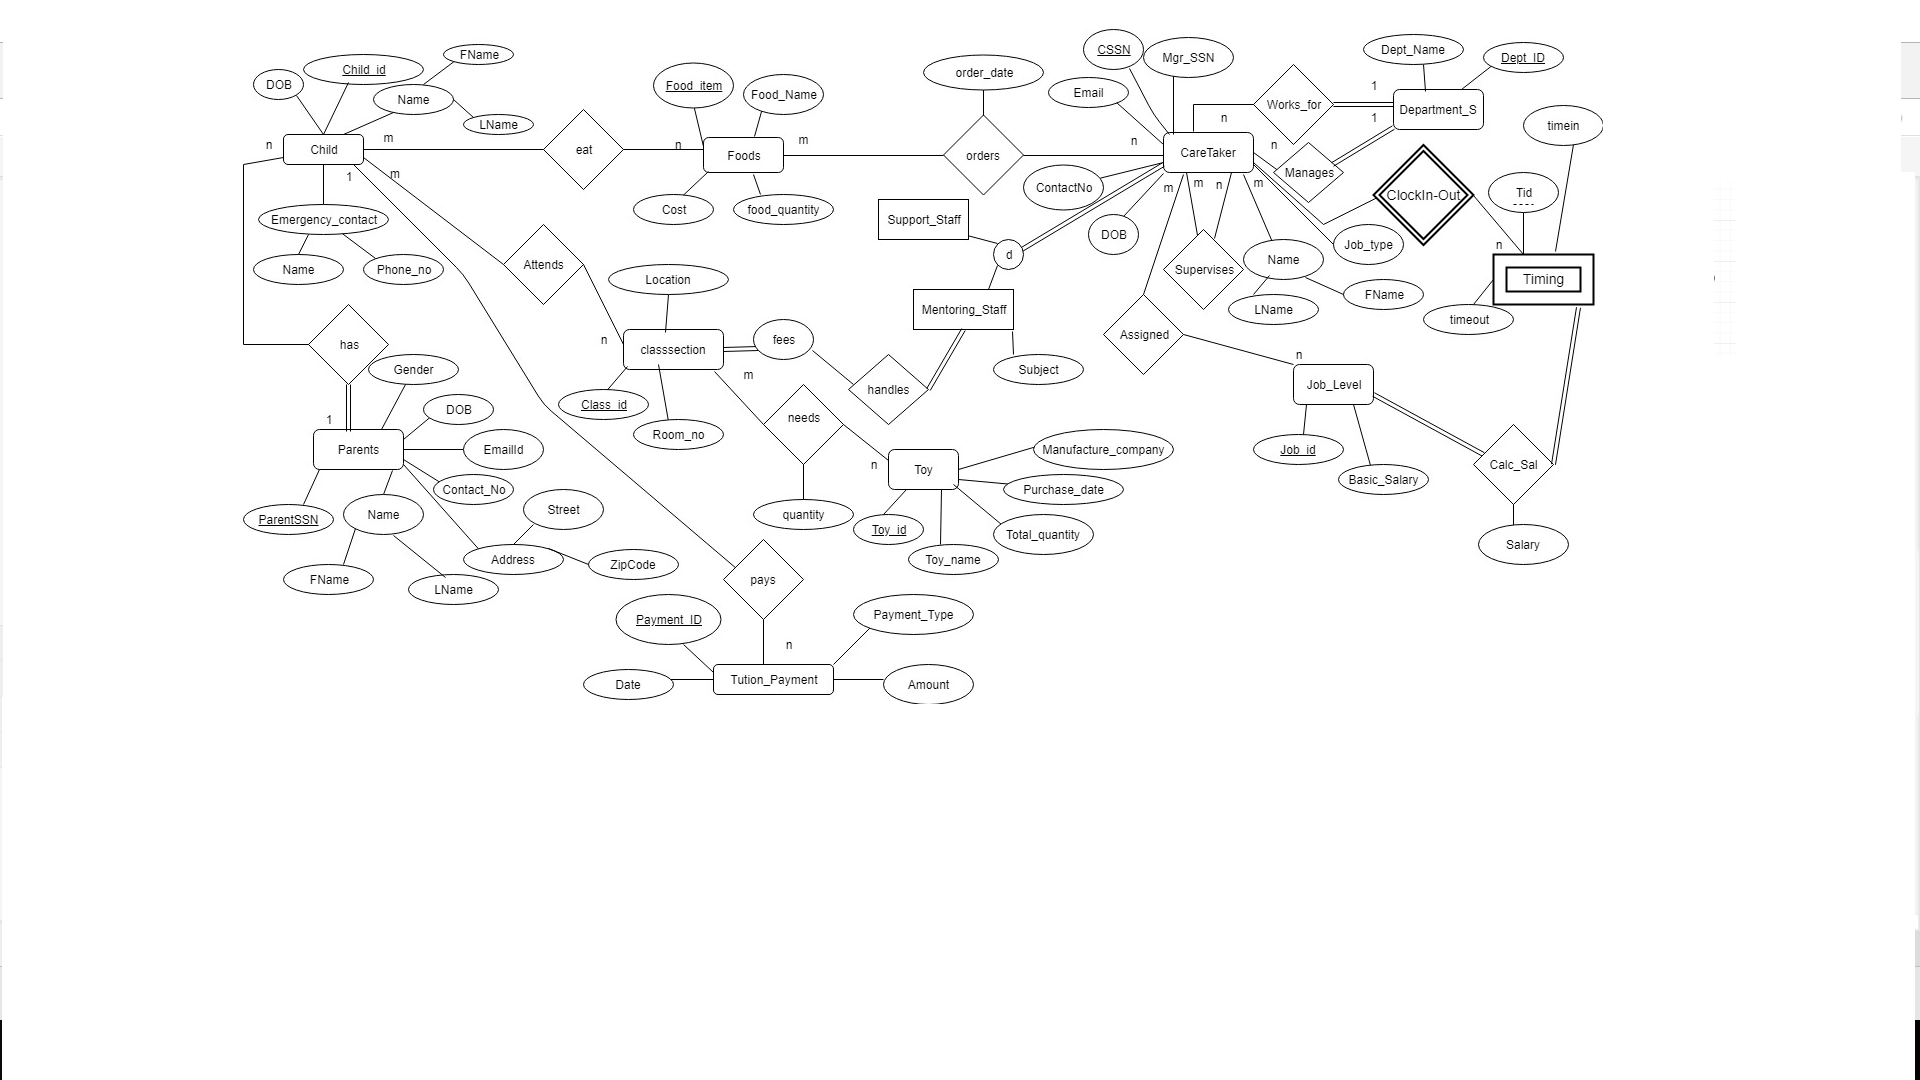 CSSN
Mgr_SSN
Dept_Name
Dept_ID
FName
Child_id
DOB
Name
LName
Food_item
Food_Name
order_date
Email
Works_for
1
Department_S
1
n
timein
m
n
Child
eat
n
Foods
m
orders
n
CareTaker
n
Manages
1
m
ContactNo
m
m
n
m
ClockIn-Out
Tid
Emergency_contact
Cost
food_quantity
Support_Staff
DOB
Job_type
n
Name
Phone_no
Attends
d
Supervises
Name
Timing
Location
LName
FName
timeout
has
Mentoring_Staff
Assigned
n
classsection
fees
n
Gender
m
handles
Subject
Job_Level
1
DOB
Class_id
needs
Room_no
Parents
EmailId
n
Toy
Manufacture_company
Job_id
Basic_Salary
Calc_Sal
Contact_No
Purchase_date
ParentSSN
Name
Street
quantity
Toy_id
Total_quantity
Salary
Address
ZipCode
Toy_name
FName
LName
pays
Payment_ID
Payment_Type
n
Date
Tution_Payment
Amount